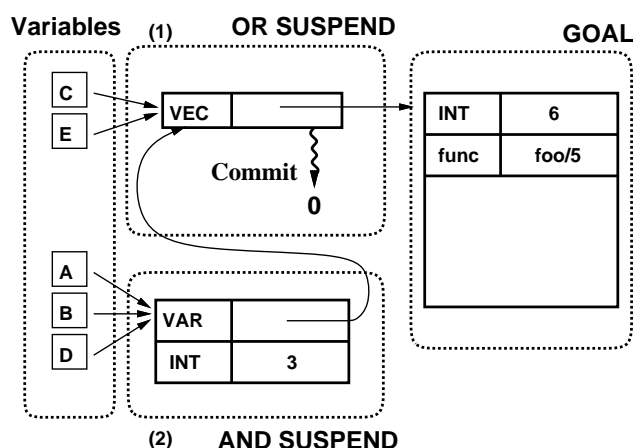 Variables
(1)
OR SUSPEND
GOAL
C
E
VEC
INT
6
func
foo/5
Commit
0
A
B
D
VAR
INT
3
(2)
AND SUSPEND